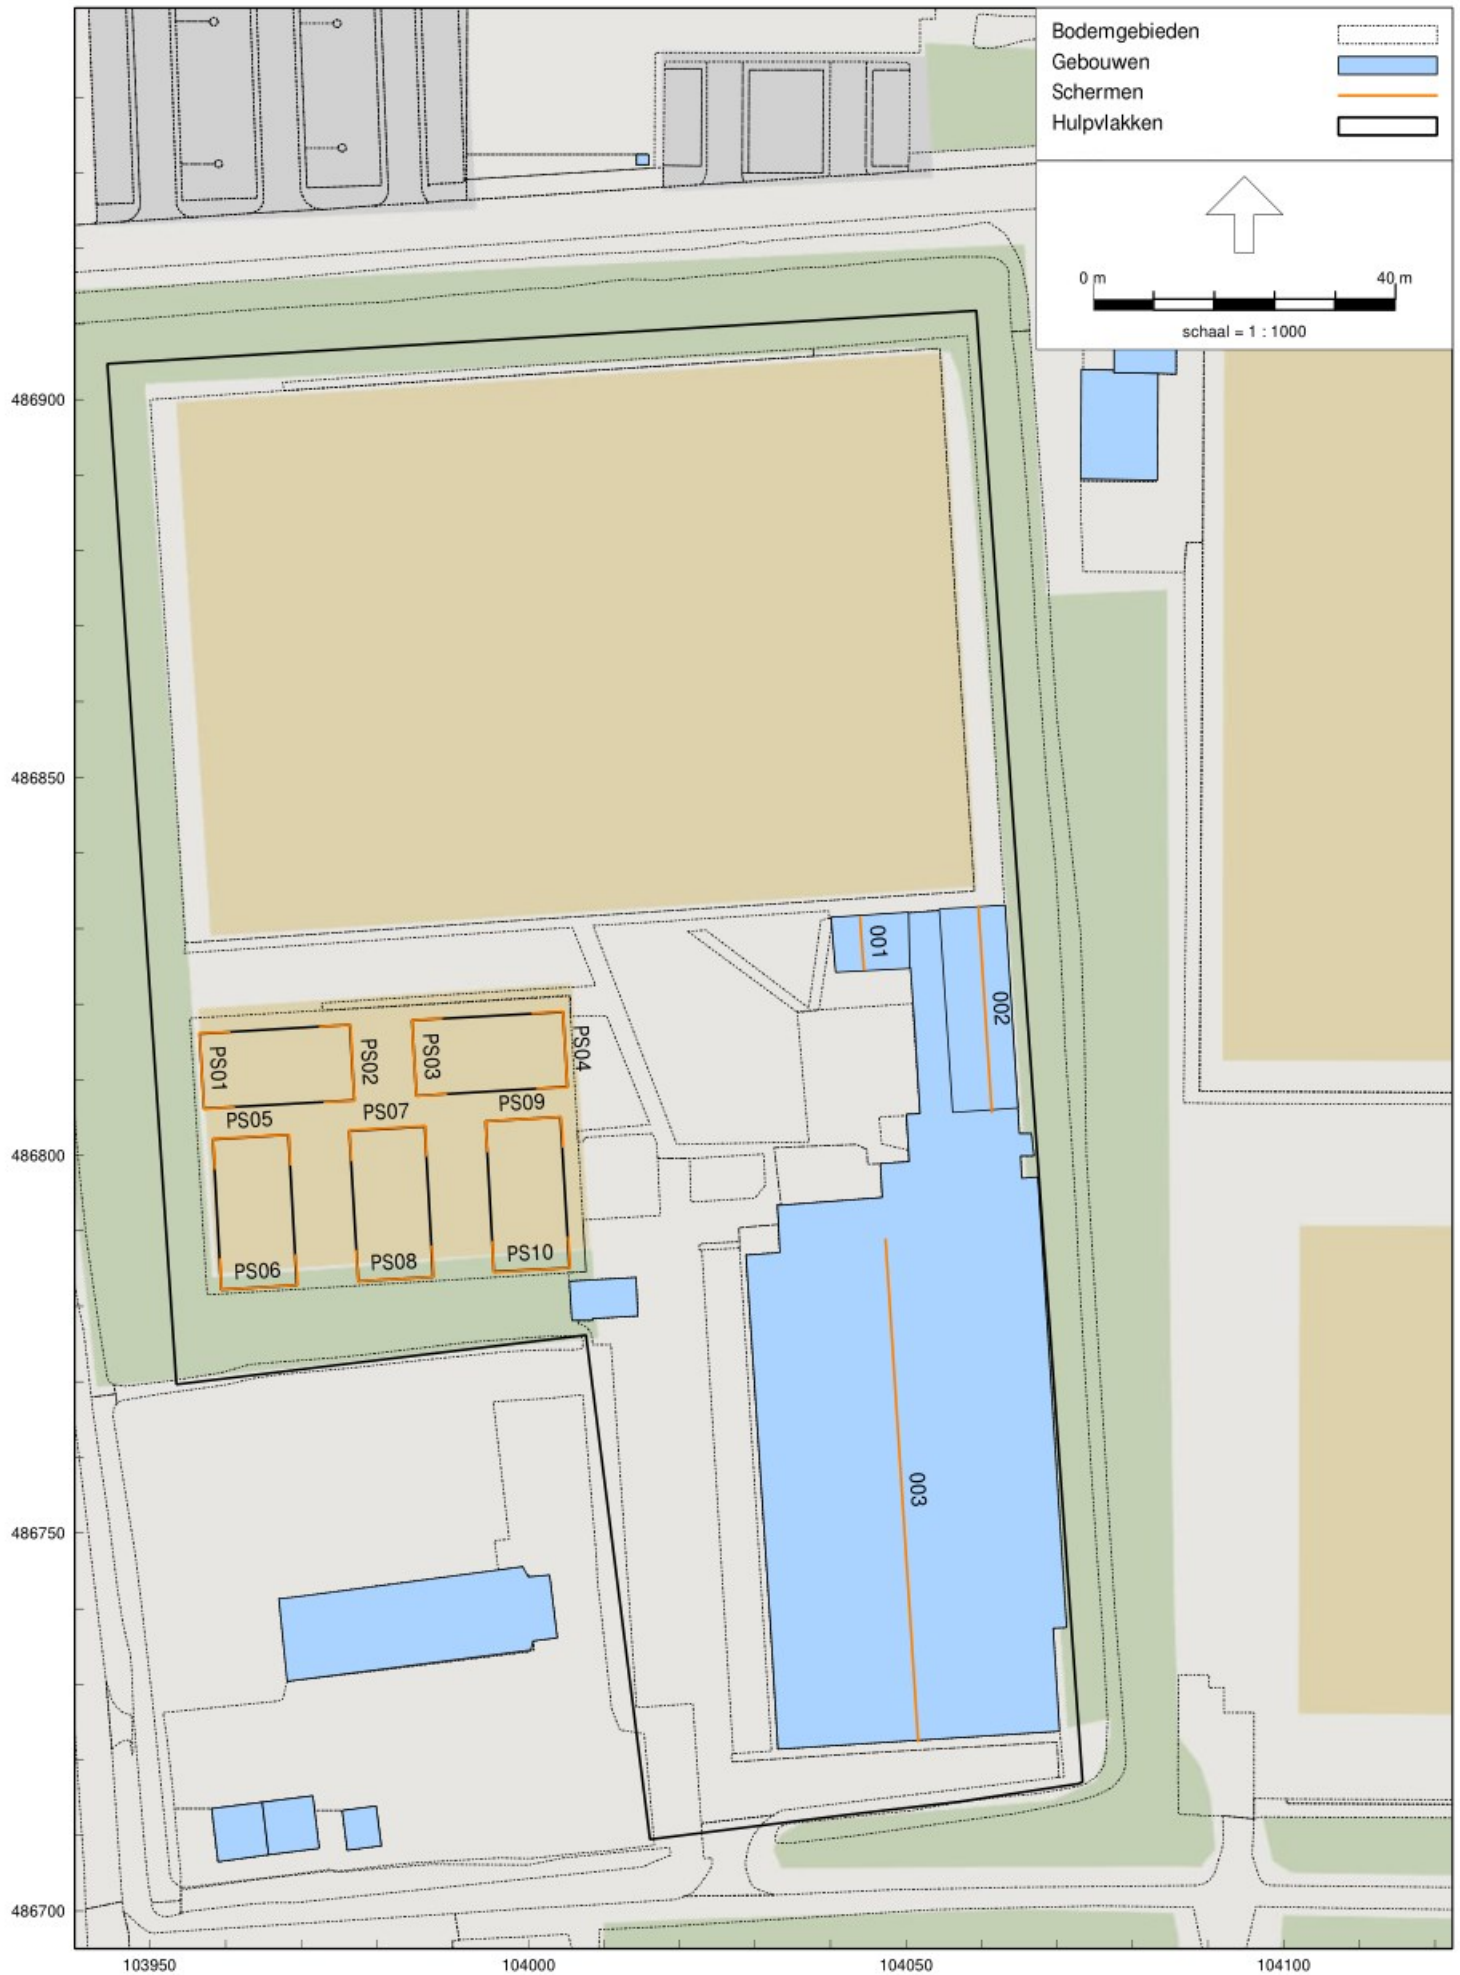 Bodemgebieden
Gebouwen
Schermen
Hulpvlakken
0 m 40 m
schaal = 1 : 1000
486900
486850
001
002
PS01
PS02
PS03
PS04
PS05
PS07
PS09
486800
PS06
PS08
PS10
003
486750
486700
103950 104000 104050 104100